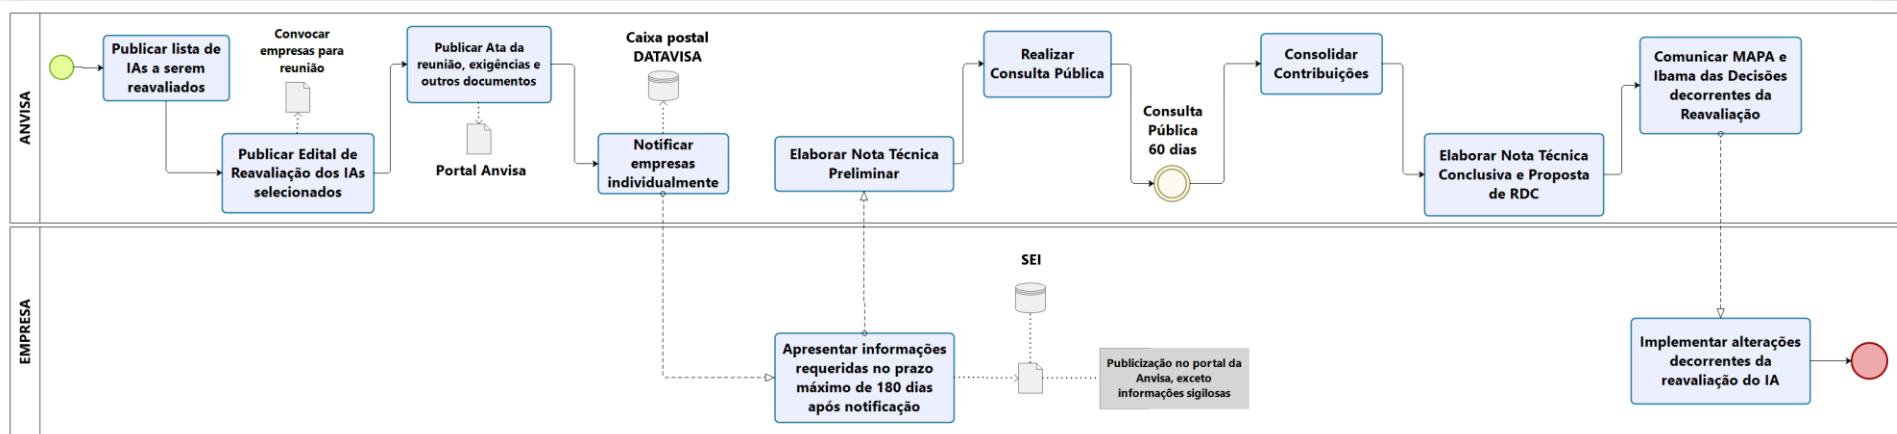 ANVISA
Publicar lista de
IAs a serem
reavaliados
Convocar
empresas para
reunião
Publicar Edital de
Reavaliação dos IAs
selecionados
Publicar Ata da
reunião, exigências e
outros documentos
Portal Anvisa
Caixa postal
DATAVISA
Notificar
empresas
individualmente
Elaborar Nota Técnica
Preliminar
Realizar
Consulta Pública
Consulta
Pública
60 dias
Consolidar
Contribuições
Elaborar Nota Técnica
Conclusiva e Proposta
de RDC
Comunicar MAPA e
Ibama das Decisões
decorrentes da
Reavaliação
EMPRESA
Apresentar informações
requeridas no prazo
máximo de 180 dias
após notificação
SEI
Publicização no portal da
Anvisa, exceto
informações sigilosas
Implementar alterações
decorrentes da
reavaliação do IA